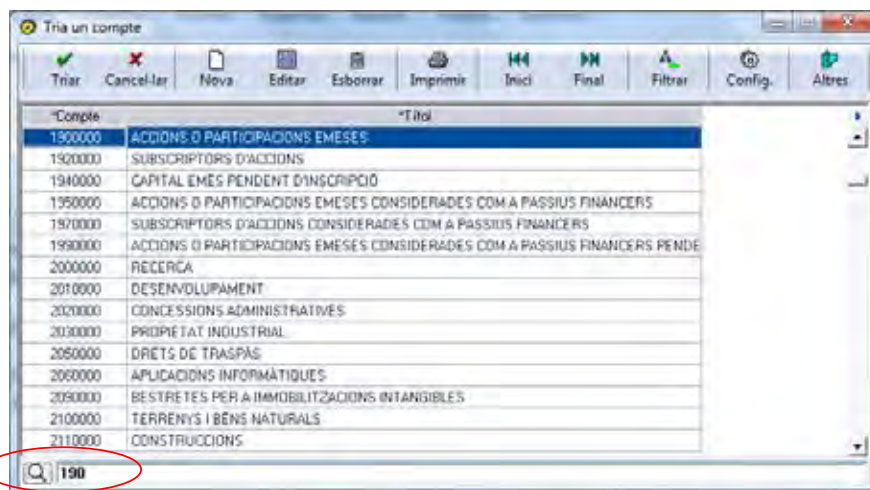 Tria un compte
Triar Cancel·lar Nova Editar Esborrar Imprimir Inici Final Filtrar Config. Altres
*Compte *Títol
1900000 ACCIONS O PARTICIPACIONS EMESES
1920000 SUBSCRIPTORS D'ACCIONS
1940000 CAPITAL EMÈS PENDENT D'INSCRIPCIÓ
1950000 ACCIONS O PARTICIPACIONS EMESES CONSIDERADES COM A PASSIUS FINANCERS
1970000 SUBSCRIPTORS D'ACCIONS CONSIDERADES COM A PASSIUS FINANCERS
1990000 ACCIONS O PARTICIPACIONS EMESES CONSIDERADES COM A PASSIUS FINANCERS PENDE
2000000 RECERCA
2010000 DESENVOLUPAMENT
2020000 CONCESSIONS ADMINISTRATIVES
2030000 PROPIETAT INDUSTRIAL
2050000 DRETS DE TRASPÀS
2060000 APLICACIONS INFORMÀTIQUES
2090000 BESTRETES PER A IMMOBILITZACIONS INTANGIBLES
2100000 TERRENYS I BÉNS NATURALS
2110000 CONSTRUCCIONS
190